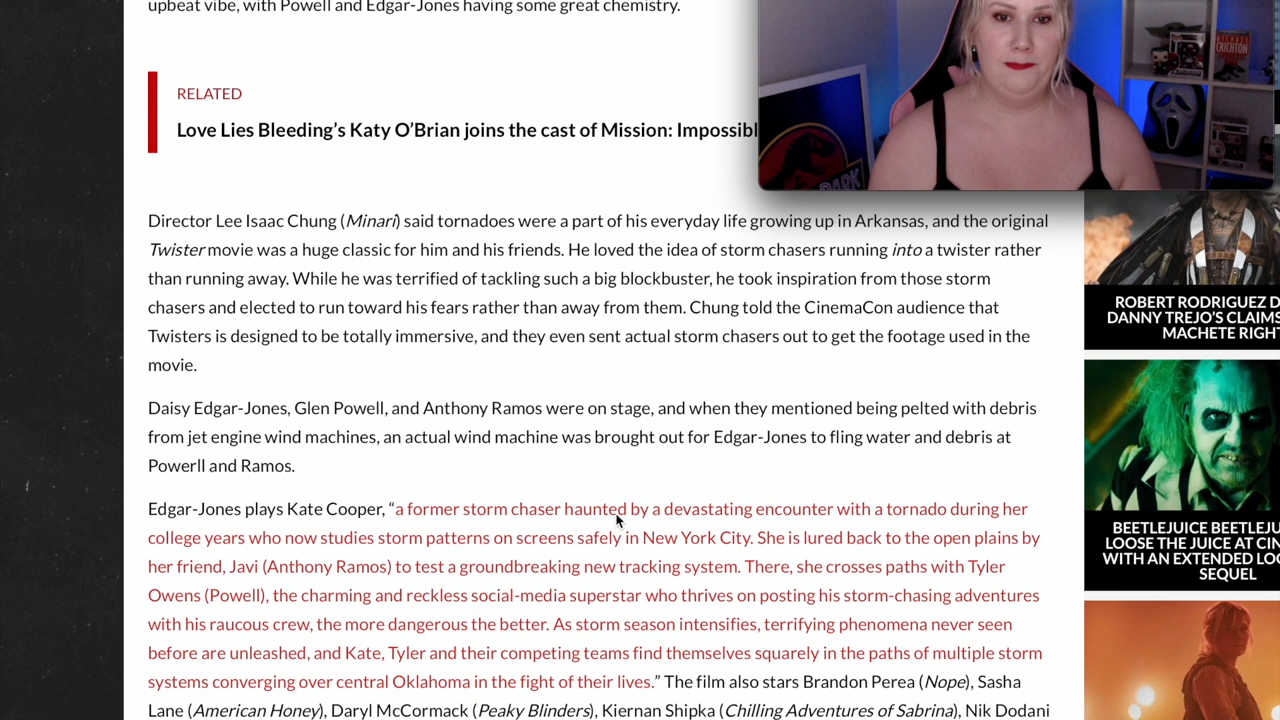 upbeat vibe, with Powell and Edgar-Jones having some great chemistry.
RELATED
Love Lies Bleeding’s Katy O’Brian joins the cast of Mission: Impossibl
Director Lee Isaac Chung (Minari) said tornadoes were a part of his everyday life growing up in Arkansas, and the original
Twister movie was a huge classic for him and his friends. He loved the idea of storm chasers running into a twister rather
than running away. While he was terrified of tackling such a big blockbuster, he took inspiration from those storm
chasers and elected to run toward his fears rather than away from them. Chung told the CinemaCon audience that
Twisters is designed to be totally immersive, and they even sent actual storm chasers out to get the footage used in the
movie.
Daisy Edgar-Jones, Glen Powell, and Anthony Ramos were on stage, and when they mentioned being pelted with debris
from jet engine wind machines, an actual wind machine was brought out for Edgar-Jones to fling water and debris at
Powerll and Ramos.
Edgar-Jones plays Kate Cooper, “a former storm chaser haunted by a devastating encounter with a tornado during her
college years who now studies storm patterns on screens safely in New York City. She is lured back to the open plains by
her friend, Javi (Anthony Ramos) to test a groundbreaking new tracking system. There, she crosses paths with Tyler
Owens (Powell), the charming and reckless social-media superstar who thrives on posting his storm-chasing adventures
with his raucous crew, the more dangerous the better. As storm season intensifies, terrifying phenomena never seen
before are unleashed, and Kate, Tyler and their competing teams find themselves squarely in the paths of multiple storm
systems converging over central Oklahoma in the fight of their lives.” The film also stars Brandon Perea (Nope), Sasha
Lane (American Honey), Daryl McCormack (Peaky Blinders), Kiernan Shipka (Chilling Adventures of Sabrina), Nik Dodani
MICHAEL
CRICHTON
PARK
ROBERT RODRIGUEZ D
DANNY TREJO’S CLAIMS
MACHETE RIGH
BEETLEJUICE BEETLEJU
LOOSE THE JUICE AT CIN
WITH AN EXTENDED LOO
SEQUEL